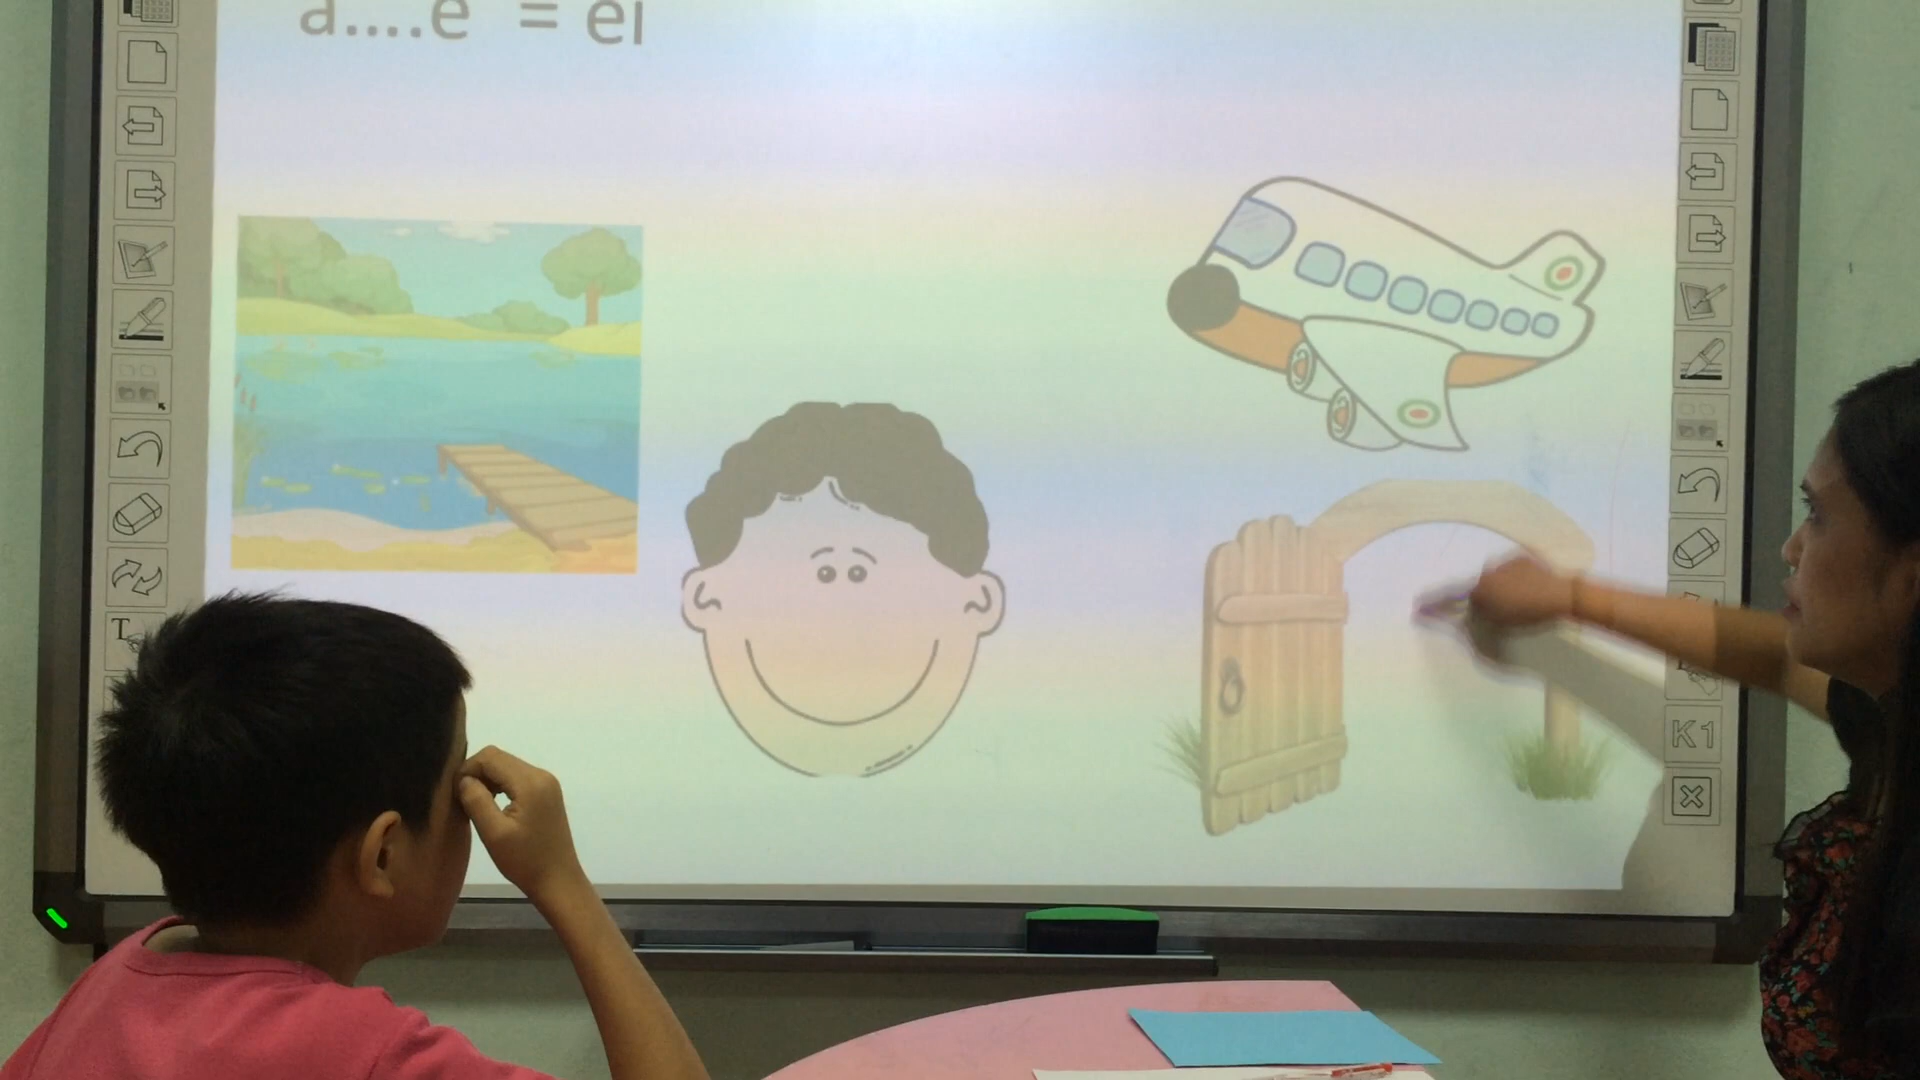 a....e = ei
T
K1